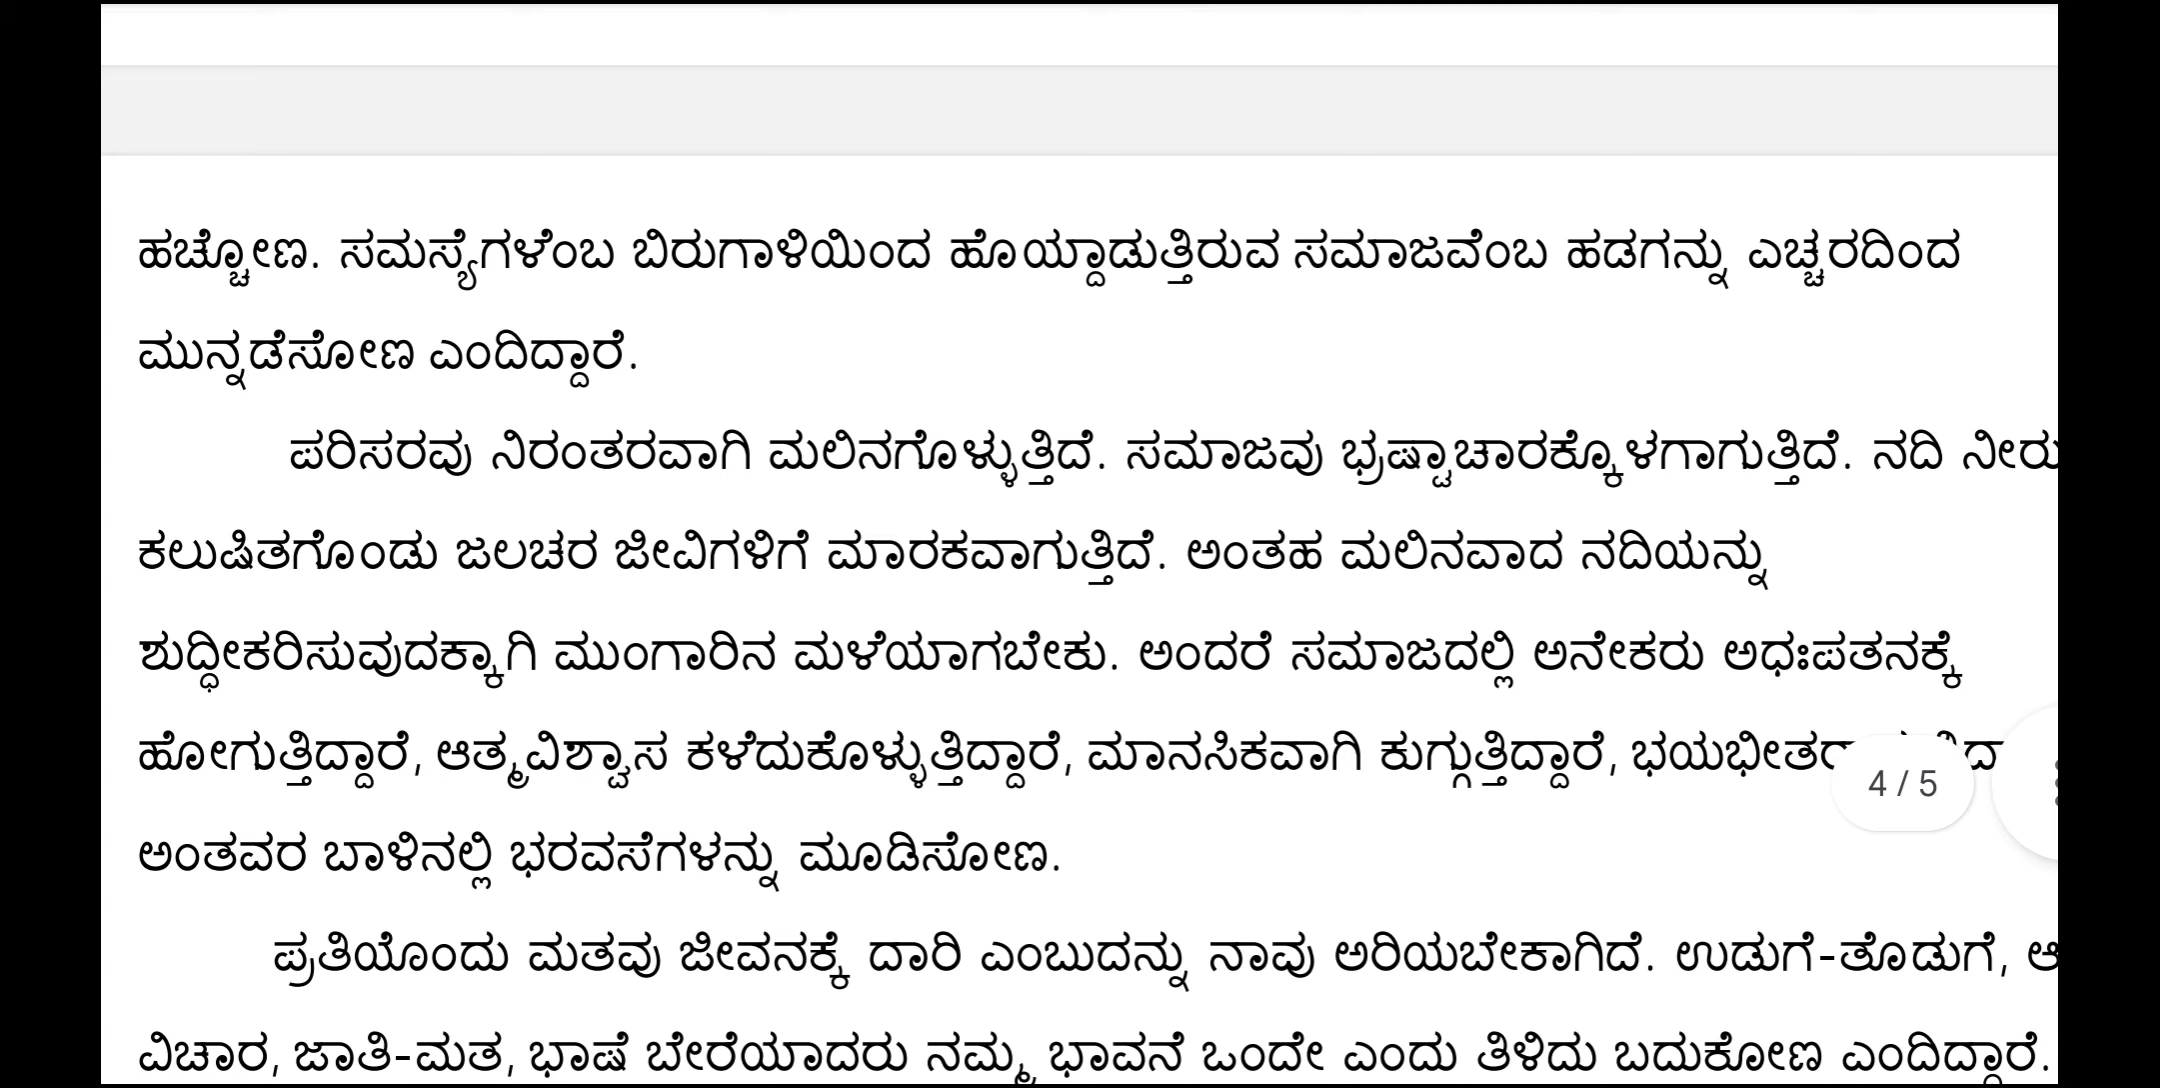 ಹಚ್ಚೋಣ. ಸಮಸ್ಯೆಗಳೆಂಬ ಬಿರುಗಾಳಿಯಿಂದ ಹೊಯ್ದಾಡುತ್ತಿರುವ ಸಮಾಜವೆಂಬ ಹಡಗನ್ನು ಎಚ್ಚರದಿಂದ
ಮುನ್ನಡೆಸೋಣ ಎಂದಿದ್ದಾರೆ.
ಪರಿಸರವು ನಿರಂತರವಾಗಿ ಮಲಿನಗೊಳ್ಳುತ್ತಿದೆ. ಸಮಾಜವು ಭ್ರಷ್ಟಾಚಾರಕ್ಕೊಳಗಾಗುತ್ತಿದೆ. ನದಿ ನೀರು
ಕಲುಷಿತಗೊಂಡು ಜಲಚರ ಜೀವಿಗಳಿಗೆ ಮಾರಕವಾಗುತ್ತಿದೆ. ಅಂತಹ ಮಲಿನವಾದ ನದಿಯನ್ನು
ಶುದ್ಧೀಕರಿಸುವುದಕ್ಕಾಗಿ ಮುಂಗಾರಿನ ಮಳೆಯಾಗಬೇಕು. ಅಂದರೆ ಸಮಾಜದಲ್ಲಿ ಅನೇಕರು ಅಧಃಪತನಕ್ಕೆ
ಹೋಗುತ್ತಿದ್ದಾರೆ, ಆತ್ಮವಿಶ್ವಾಸ ಕಳೆದುಕೊಳ್ಳುತ್ತಿದ್ದಾರೆ, ಮಾನಸಿಕವಾಗಿ ಕುಗ್ಗುತ್ತಿದ್ದಾರೆ,
4 / 5
ಅಂತವರ ಬಾಳಿನಲ್ಲಿ ಭರವಸೆಗಳನ್ನು ಮೂಡಿಸೋಣ.
ಪ್ರತಿಯೊಂದು ಮತವು ಜೀವನಕ್ಕೆ ದಾರಿ ಎಂಬುದನ್ನು ನಾವು ಅರಿಯಬೇಕಾಗಿದೆ. ಉಡುಗೆ-ತೊಡುಗೆ,
ವಿಚಾರ, ಜಾತಿ-ಮತ, ಭಾಷೆ ಬೇರೆಯಾದರು ನಮ್ಮ ಭಾವನೆ ಒಂದೇ ಎಂದು ತಿಳಿದು ಬದುಕೋಣ ಎಂದಿದ್ದಾರೆ.